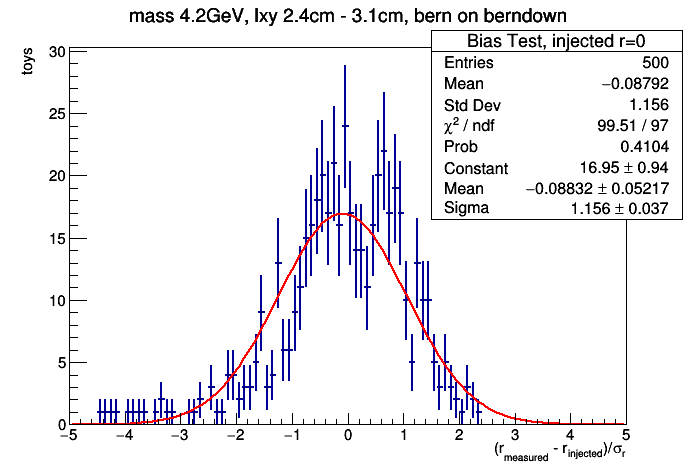 mass 4.2GeV, lxy 2.4cm - 3.1cm, bern on berndown
toys
Bias Test, injected r=0
Entries 500
Mean −0.08792
Std Dev 1.156
χ² / ndf 99.51 / 97
Prob 0.4104
Constant 16.95 ± 0.94
Mean −0.08832 ± 0.05217
Sigma 1.156 ± 0.037
30
25
20
15
10
5
0
−5 −4 −3 −2 −1 0 1 2 3 4 5
(r_measured - r_injected)/σ_r